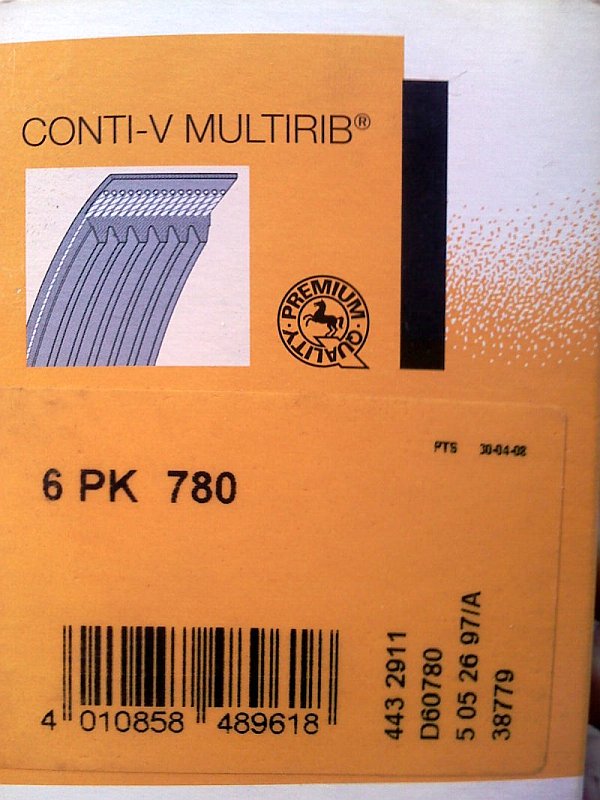 CONTI-V MULTIRIB®
· PREMIUM · QUALITY
PTS 30-04-08
6 PK 780
4 010858 489618
443 2911
D60780
5 05 26 97/A
38779